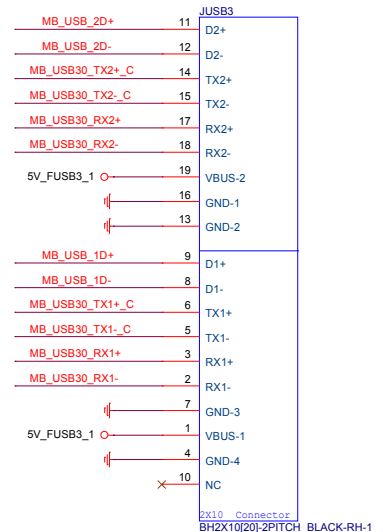 JUSB3
MB_USB_2D+ 11 D2+
MB_USB_2D- 12 D2-
MB_USB30_TX2+_C 14 TX2+
MB_USB30_TX2-_C 15 TX2-
MB_USB30_RX2+ 17 RX2+
MB_USB30_RX2- 18 RX2-
5V_FUSB3_1 19 VBUS-2
16 GND-1
13 GND-2
MB_USB_1D+ 9 D1+
MB_USB_1D- 8 D1-
MB_USB30_TX1+_C 6 TX1+
MB_USB30_TX1-_C 5 TX1-
MB_USB30_RX1+ 3 RX1+
MB_USB30_RX1- 2 RX1-
7 GND-3
5V_FUSB3_1 1 VBUS-1
4 GND-4
10 NC
2X10 Connector
BH2X10[20]-2PITCH_BLACK-RH-1